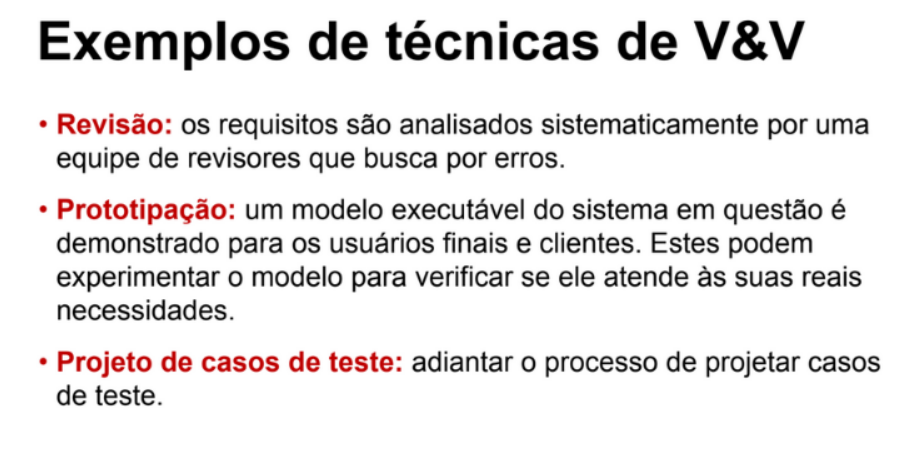 Exemplos de técnicas de V&V
• Revisão: os requisitos são analisados sistematicamente por uma
equipe de revisores que busca por erros.
• Prototipação: um modelo executável do sistema em questão é
demonstrado para os usuários finais e clientes. Estes podem
experimentar o modelo para verificar se ele atende às suas reais
necessidades.
• Projeto de casos de teste: adiantar o processo de projetar casos
de teste.